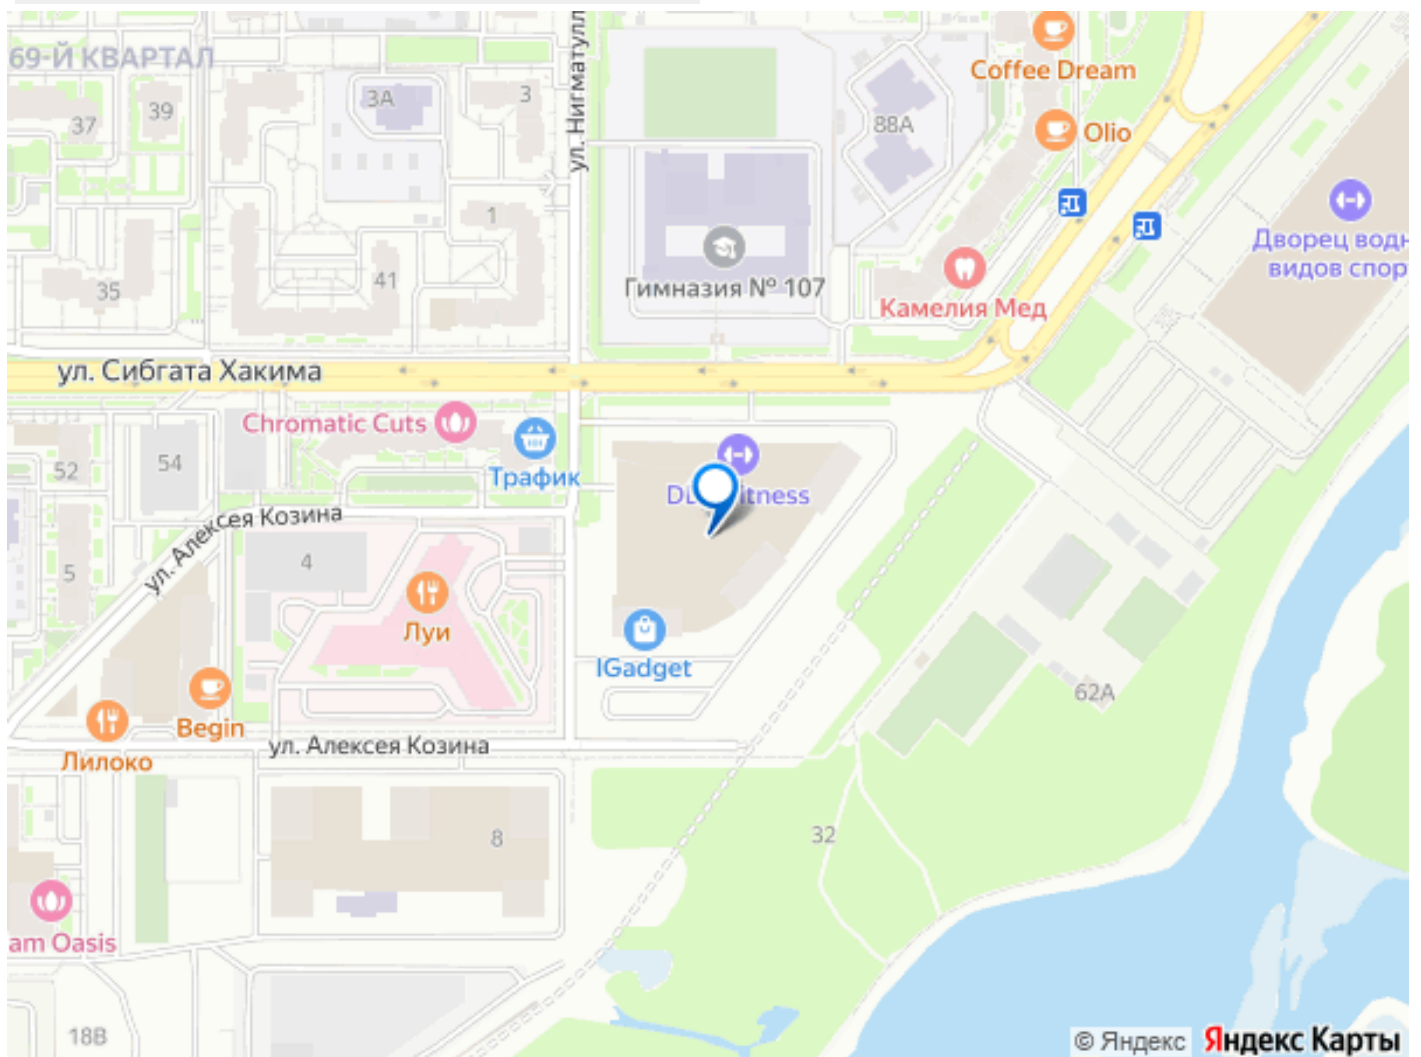 69-Й КВАРТАЛ
Coffee Dream
3А
3
39
37
88А
Olio
ул. Нигматулл
1
Дворец водн
видов спор
41
Гимназия № 107
35
Камелия Мед
ул. Сибгата Хакима
Chromatic Cuts
52
54
Трафик
itness
ул. Алексея Козина
4
5
Луи
IGadget
62А
Begin
ул. Алексея Козина
Лилоко
32
8
am Oasis
18В
© Яндекс Яндекс Карты